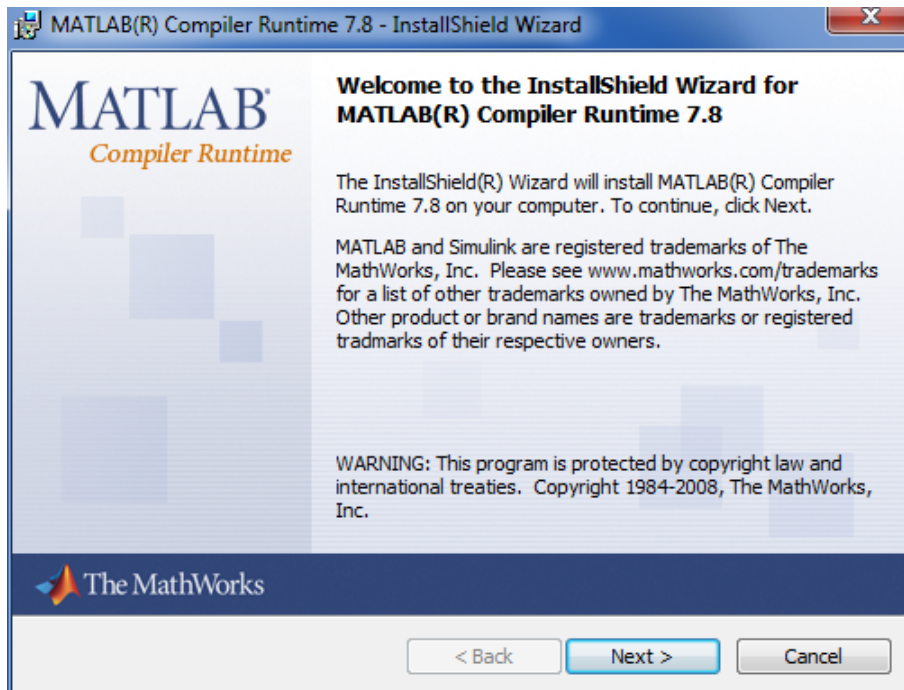 MATLAB(R) Compiler Runtime 7.8 - InstallShield Wizard
MATLAB
Compiler Runtime
Welcome to the InstallShield Wizard for
MATLAB(R) Compiler Runtime 7.8
The InstallShield(R) Wizard will install MATLAB(R) Compiler
Runtime 7.8 on your computer. To continue, click Next.
MATLAB and Simulink are registered trademarks of The
MathWorks, Inc.  Please see www.mathworks.com/trademarks
for a list of other trademarks owned by The MathWorks, Inc.
Other product or brand names are trademarks or registered
tradmarks of their respective owners.
WARNING: This program is protected by copyright law and
international treaties.  Copyright 1984-2008, The MathWorks,
Inc.
The MathWorks
< Back
Next >
Cancel